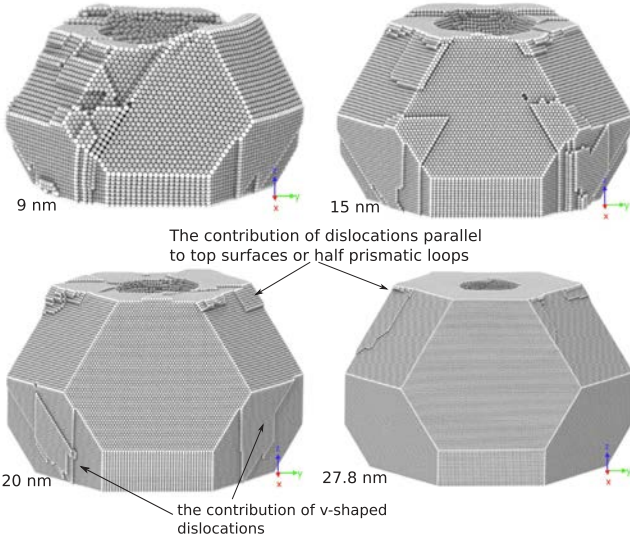 z
y
x
9 nm
z
y
x
15 nm
The contribution of dislocations parallel
to top surfaces or half prismatic loops
z
y
x
20 nm
z
y
x
27.8 nm
the contribution of v-shaped
dislocations